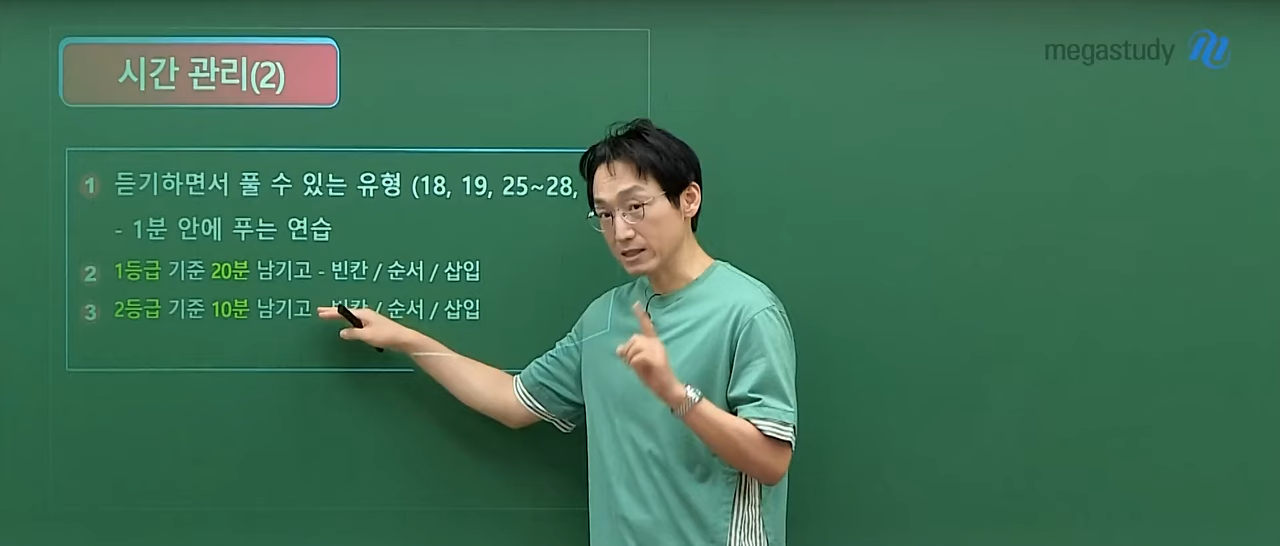 시간 관리(2)
megastudy
1 듣기하면서 풀 수 있는 유형 (18, 19, 25~28,
- 1분 안에 푸는 연습
2 1등급 기준 20분 남기고 - 빈칸 / 순서 / 삽입
3 2등급 기준 10분 남기고 - 빈칸 / 순서 / 삽입